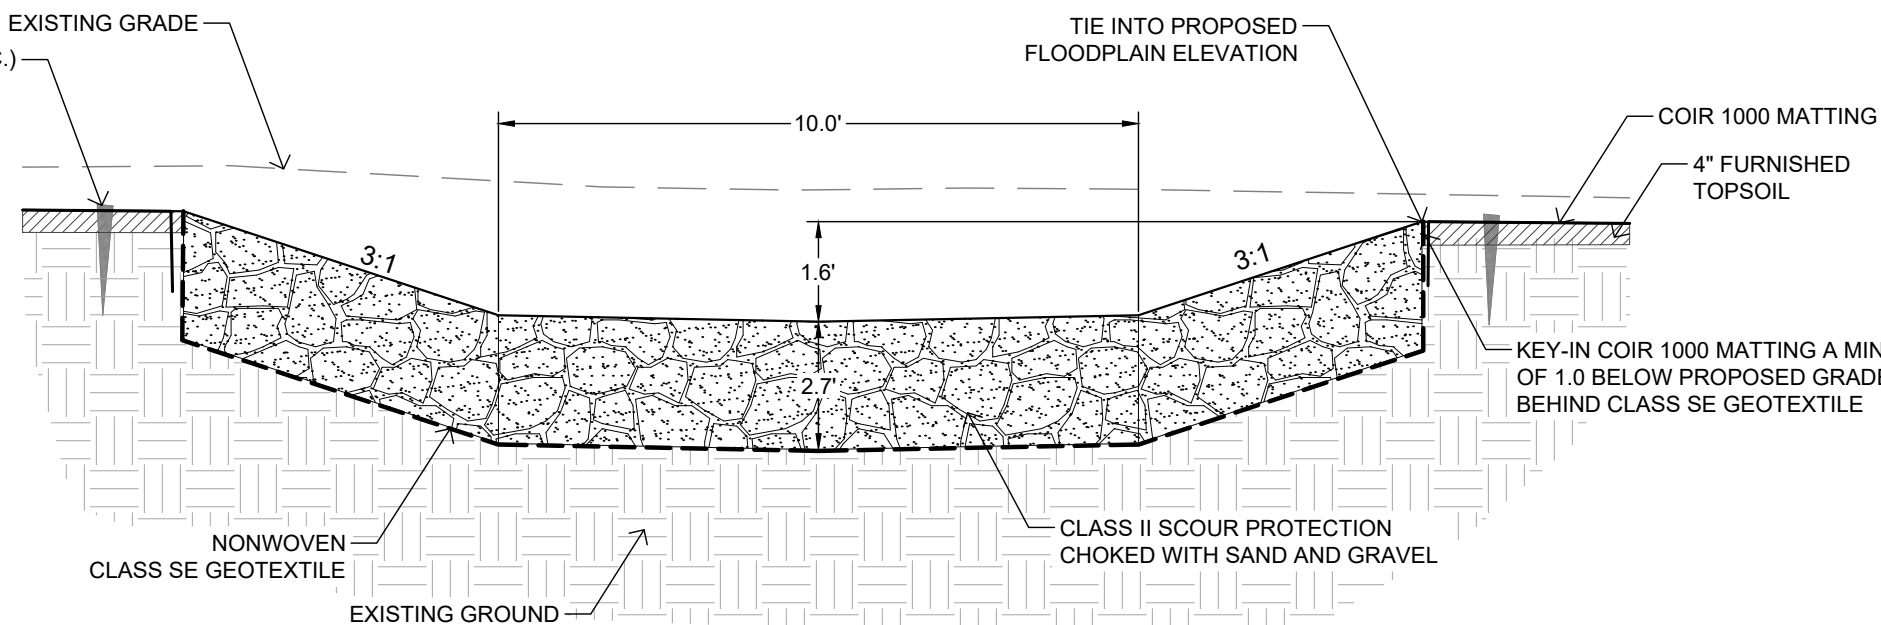 EXISTING GRADE
C.)
TIE INTO PROPOSED
FLOODPLAIN ELEVATION
10.0'
COIR 1000 MATTING
4" FURNISHED
TOPSOIL
3:1
1.6'
3:1
2.7'
KEY-IN COIR 1000 MATTING A MIN
OF 1.0 BELOW PROPOSED GRADE
BEHIND CLASS SE GEOTEXTILE
NONWOVEN
CLASS SE GEOTEXTILE
CLASS II SCOUR PROTECTION
CHOKED WITH SAND AND GRAVEL
EXISTING GROUND